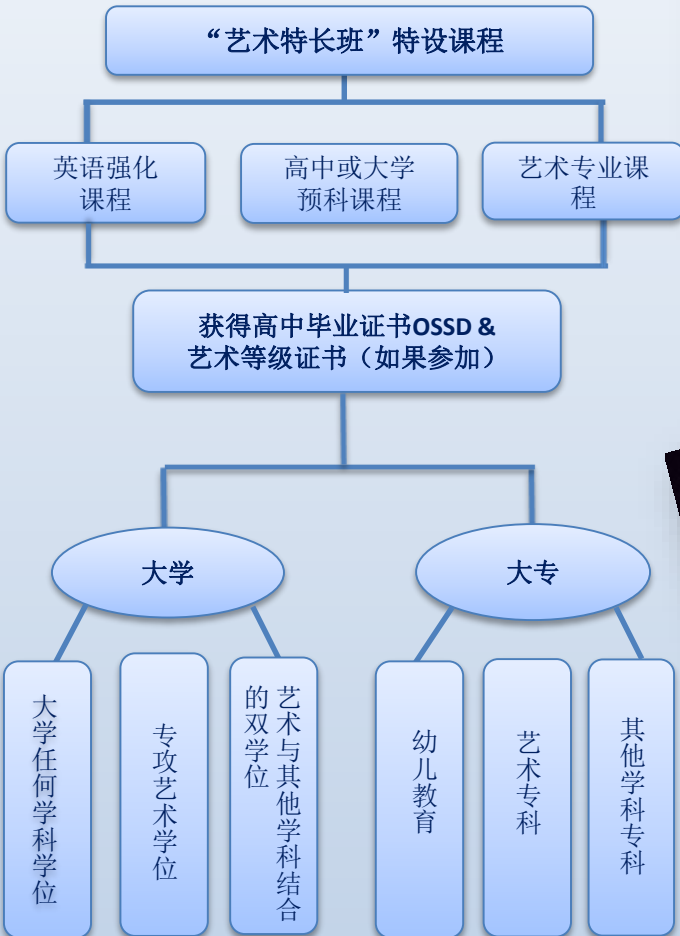 “艺术特长班”特设课程
英语强化
课程
高中或大学
预科课程
艺术专业课
程
获得高中毕业证书OSSD &
艺术等级证书（如果参加）
大学
大专
大学任何学科学位
专攻艺术学位
艺术与其他学科结合
的双学位
幼儿教育
艺术专科
其他学科专科